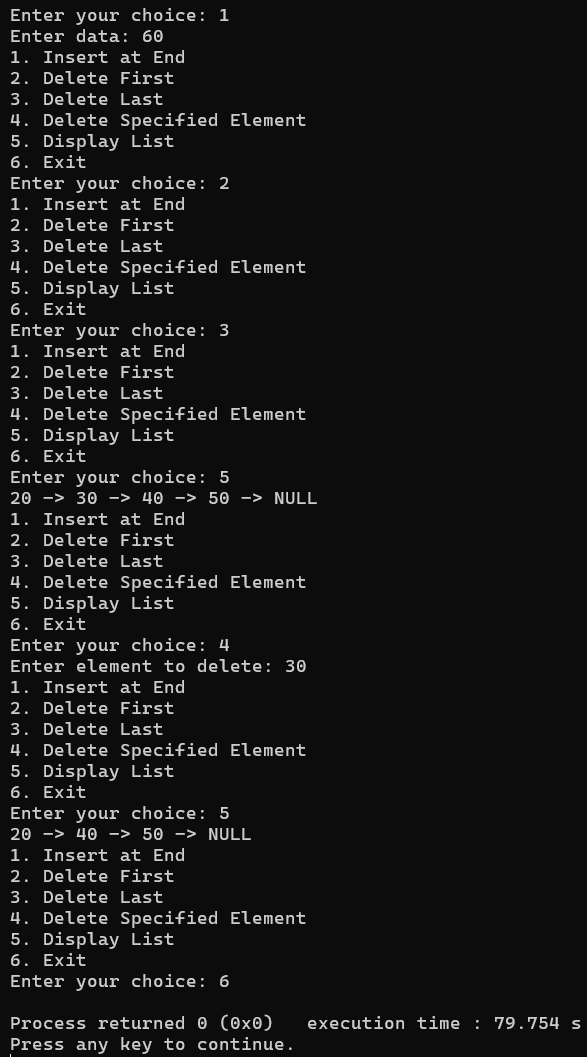 Enter your choice: 1
Enter data: 60
1. Insert at End
2. Delete First
3. Delete Last
4. Delete Specified Element
5. Display List
6. Exit
Enter your choice: 2
1. Insert at End
2. Delete First
3. Delete Last
4. Delete Specified Element
5. Display List
6. Exit
Enter your choice: 3
1. Insert at End
2. Delete First
3. Delete Last
4. Delete Specified Element
5. Display List
6. Exit
Enter your choice: 5
20 -> 30 -> 40 -> 50 -> NULL
1. Insert at End
2. Delete First
3. Delete Last
4. Delete Specified Element
5. Display List
6. Exit
Enter your choice: 4
Enter element to delete: 30
1. Insert at End
2. Delete First
3. Delete Last
4. Delete Specified Element
5. Display List
6. Exit
Enter your choice: 5
20 -> 40 -> 50 -> NULL
1. Insert at End
2. Delete First
3. Delete Last
4. Delete Specified Element
5. Display List
6. Exit
Enter your choice: 6

Process returned 0 (0x0)   execution time : 79.754 s
Press any key to continue.